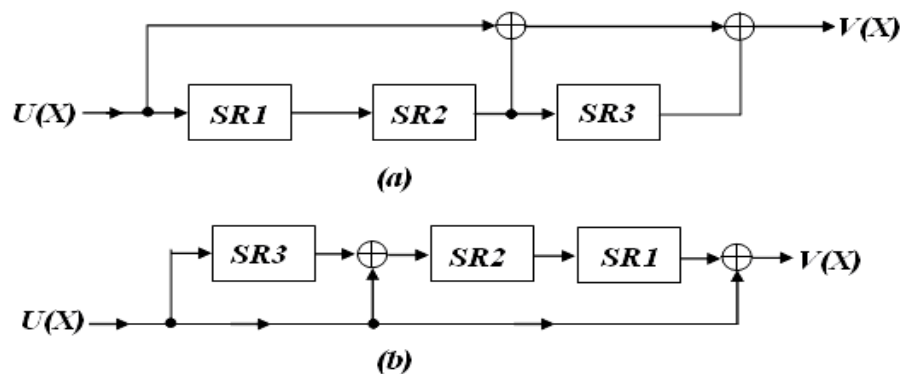 V(X)
U(X)
SR1
SR2
SR3
(a)
SR3
SR2
SR1
V(X)
U(X)
(b)